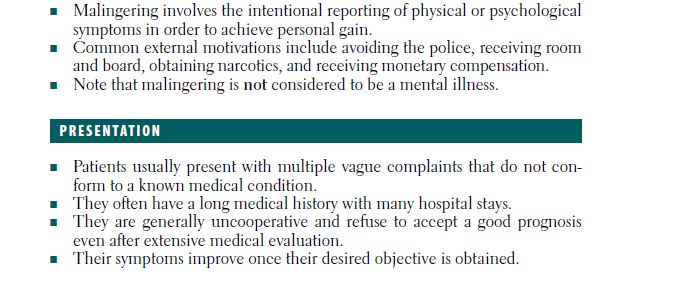 ▪ Malingering involves the intentional reporting of physical or psychological
symptoms in order to achieve personal gain.
▪ Common external motivations include avoiding the police, receiving room
and board, obtaining narcotics, and receiving monetary compensation.
▪ Note that malingering is not considered to be a mental illness.
PRESENTATION
▪ Patients usually present with multiple vague complaints that do not con-
form to a known medical condition.
▪ They often have a long medical history with many hospital stays.
▪ They are generally uncooperative and refuse to accept a good prognosis
even after extensive medical evaluation.
▪ Their symptoms improve once their desired objective is obtained.